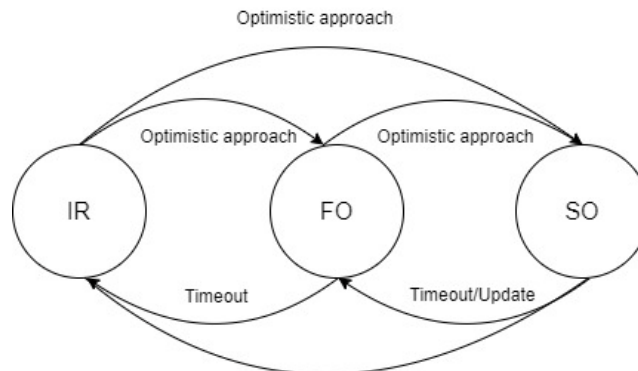 Optimistic approach
Optimistic approach
Optimistic approach
IR
FO
SO
Timeout
Timeout/Update